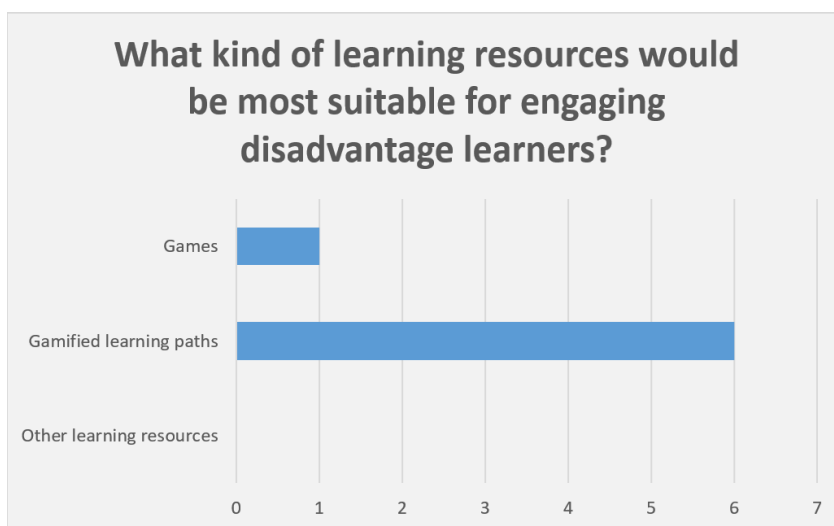 What kind of learning resources would
be most suitable for engaging
disadvantage learners?
Games
Gamified learning paths
Other learning resources
0 1 2 3 4 5 6 7